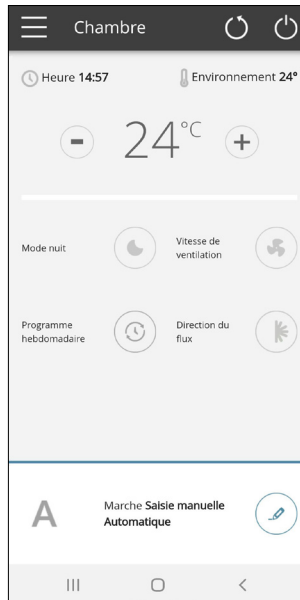 Chambre
Heure 14:57
Environnement 24°
24°C
Mode nuit
Vitesse de
ventilation
Programme
hebdomadaire
Direction du
flux
A
Marche Saisie manuelle
Automatique